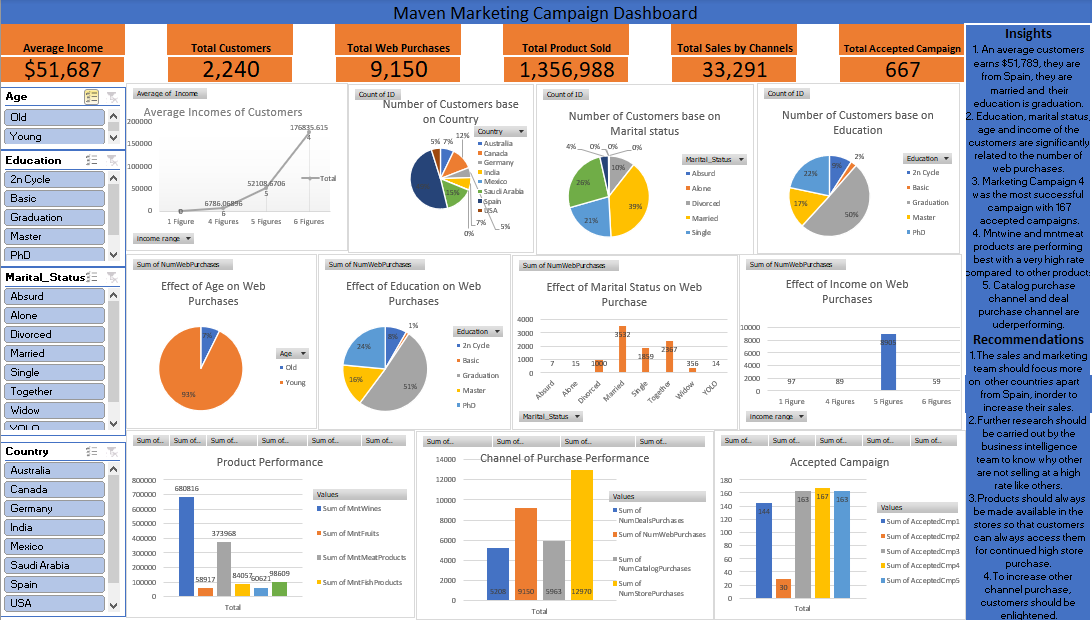 Maven Marketing Campaign Dashboard
Average Income
$51,687
Total Customers
2,240
Total Web Purchases
9,150
Total Product Sold
1,356,988
Total Sales by Channels
33,291
Total Accepted Campaign
667
Age
Old
Young
Education
2n Cycle
Basic
Graduation
Master
PhD
Marital_Status
Absurd
Alone
Divorced
Married
Single
Together
Widow
YOLO
Country
Australia
Canada
Germany
India
Mexico
Saudi Arabia
Spain
USA
Average of Income
Average Incomes of Customers
200000
150000
100000
50000
0
176835.615
52108.6706
1 Figure
4 Figures
1 Figure
6 Figures
Total
Income range
Count of ID
Number of Customers base
on Country
5%
7%
12%
15%
7%
5%
0%
Country
Australia
Canada
Germany
India
Mexico
Saudi Arabia
Spain
USA
Count of ID
Number of Customers base on
Marital status
4%
0%
0%
0%
10%
39%
21%
26%
Marital_Status
Absurd
Alone
Divorced
Married
Single
Count of ID
Number of Customers base on
Education
2%
50%
17%
22%
Education
2n Cycle
Basic
Graduation
Master
PhD
Sum of NumWebPurchases
Effect of Age on Web
Purchases
7%
93%
Age
Old
Young
Sum of NumWebPurchases
Effect of Education on Web
Purchases
1%
51%
16%
24%
Education
2n Cycle
Basic
Graduation
Master
PhD
Sum of NumWebPurchases
Effect of Marital Status on Web
Purchase
4000
3000
2000
1000
0
7
15
1000
3532
1859
2367
356
14
Absurd
Alone
Divorced
Married
Single
Together
Widow
YOLO
Marital_Status
Sum of NumWebPurchases
Effect of Income on Web
Purchases
10000
8000
6000
4000
2000
0
97
89
8905
59
1 Figure
4 Figures
5 Figures
6 Figures
Income range
Sum of...
Sum of...
Sum of...
Sum of...
Sum of...
Sum of...
Product Performance
800000
700000
600000
500000
400000
300000
200000
100000
0
680816
58917
373968
84057
60621
98609
Total
Values
Sum of MntWines
Sum of MntFruits
Sum of MntMeatProducts
Sum of MntFishProducts
Sum of...
Sum of...
Sum of...
Sum of...
Channel of Purchase Performance
14000
12000
10000
8000
6000
4000
2000
0
5208
9150
5963
12970
Total
Values
Sum of
NumDealsPurchases
Sum of NumWebPurchases
Sum of
NumCatalogPurchases
Sum of
NumStorePurchases
Sum of...
Sum of...
Sum of...
Sum of...
Sum of...
Accepted Campaign
180
160
140
120
100
80
60
40
20
0
144
30
163
167
163
Total
Values
Sum of AcceptedCmp1
Sum of AcceptedCmp2
Sum of AcceptedCmp3
Sum of AcceptedCmp4
Sum of AcceptedCmp5
Insights
1. An average customers
earns $51,789, they are
from Spain, they are
married and their
education is graduation.
2. Education, marital status,
age and income of the
customers are significantly
related to the number of
web purchases.
3. Marketing Campaign 4
was the most successful
campaign with 167
accepted campaigns.
4. Mntwine and mntmeat
products are performing
best with a very high rate
compared to other product
5. Catalog purchase
channel and deal
purchase channel are
uderperforming.
Recommendations
1.The sales and marketing
team should focus more
on other countries apart
from Spain, inorder to
increase their sales.
2.Further research should
be carried out by the
business intelligence
team to know why other
are not selling at a high
rate like others.
3.Products should always
be made available in the
stores so that customers
can always access them
for continued high store
purchase.
4.To increase other
channel purchase,
customers should be
enlightened.